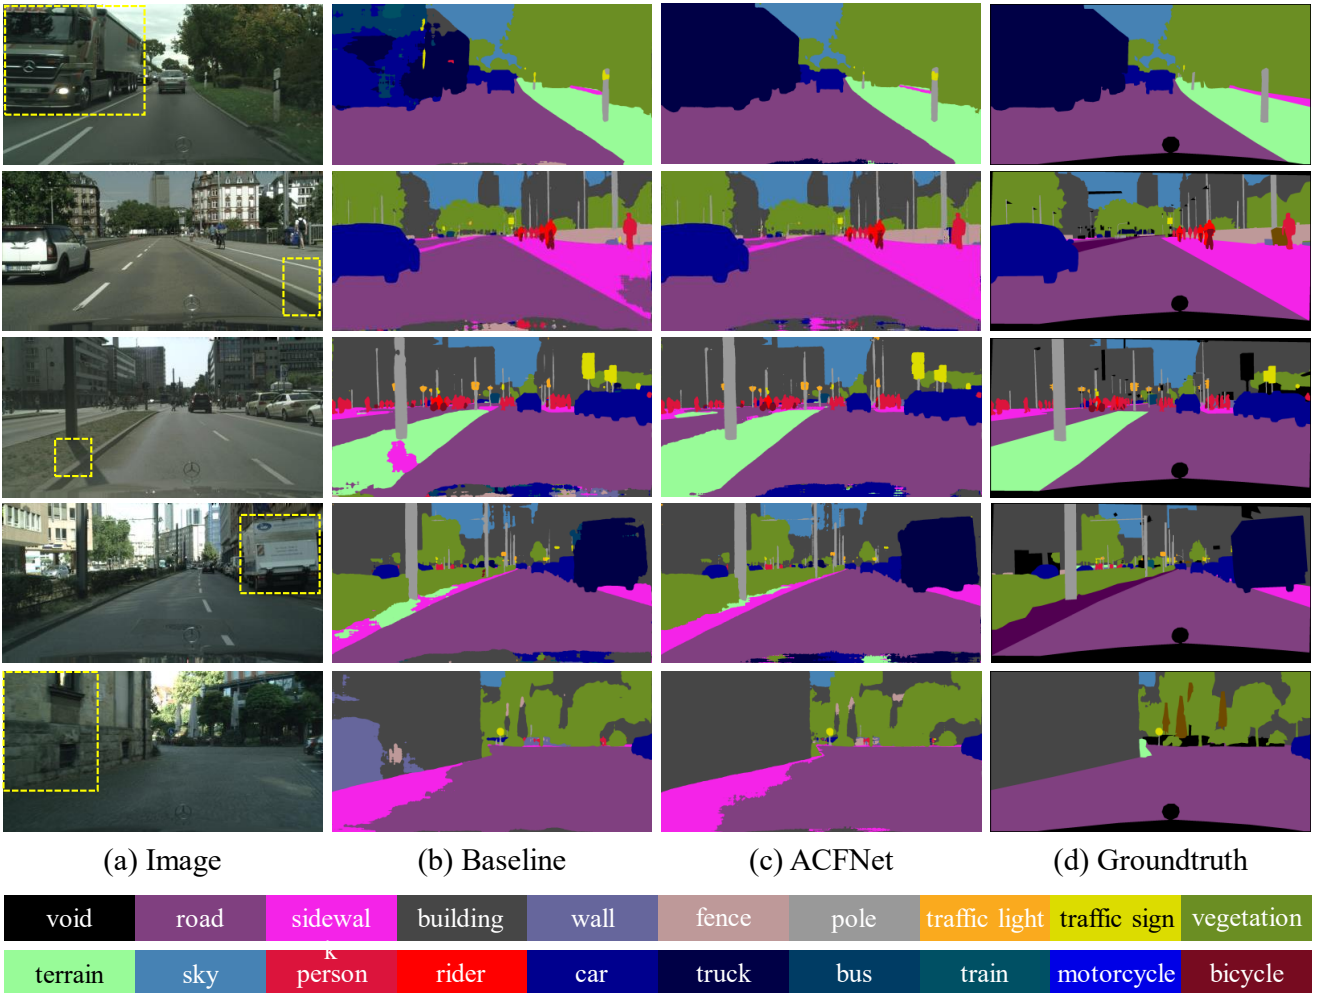 (a) Image (b) Baseline (c) ACFNet (d) Groundtruth
void road sidewal building wall fence pole traffic light traffic sign vegetation
k
terrain sky person rider car truck bus train motorcycle bicycle